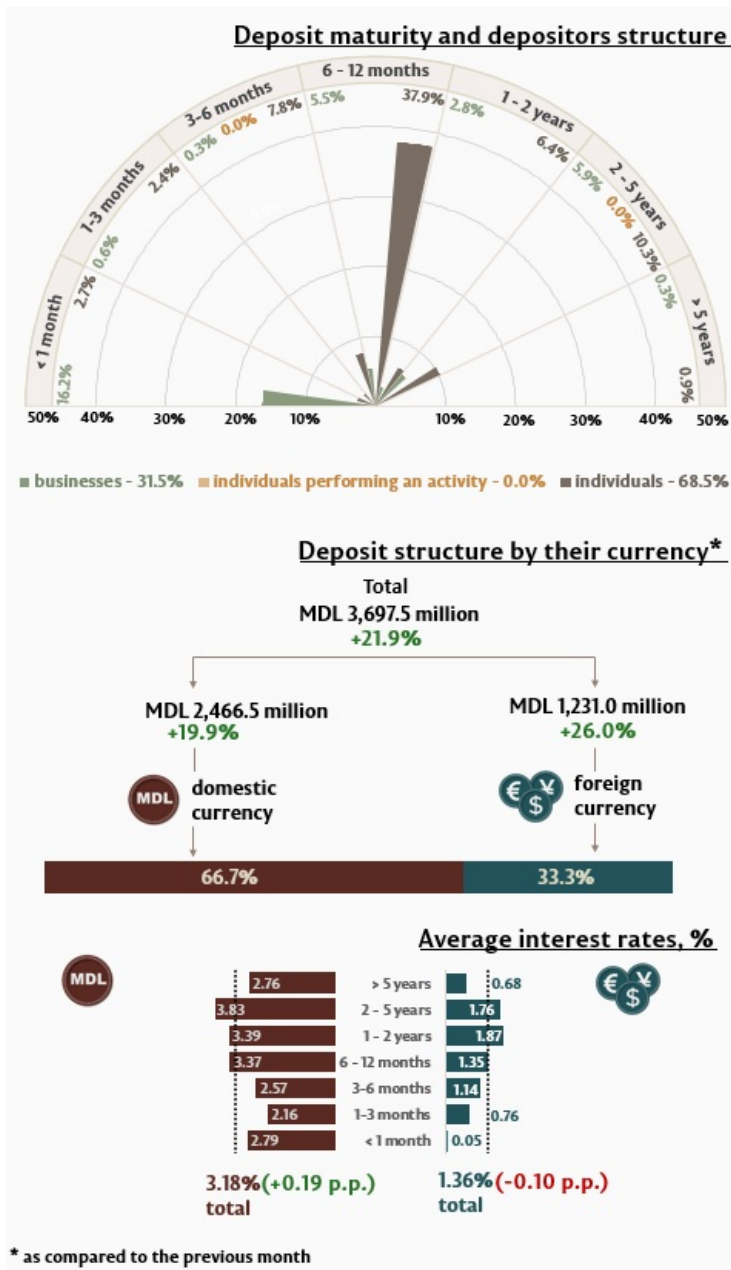 Deposit maturity and depositors structure
< 1 month
16.2%
2.7%
1-3 months
0.6%
2.4%
3-6 months
0.3%
0.0%
7.8%
6 - 12 months
5.5%
37.9%
1 - 2 years
2.8%
6.4%
2 - 5 years
5.9%
0.0%
10.3%
> 5 years
0.3%
0.9%
50% 40% 30% 20% 10% 10% 20% 30% 40% 50%
businesses - 31.5% individuals performing an activity - 0.0% individuals - 68.5%
Deposit structure by their currency*
Total
MDL 3,697.5 million
+21.9%
MDL 2,466.5 million
+19.9%
MDL
domestic
currency
MDL 1,231.0 million
+26.0%
€ ¥ $
foreign
currency
66.7% 33.3%
Average interest rates, %
MDL
€ ¥ $
2.76 > 5 years 0.68
3.83 2 - 5 years 1.76
3.39 1 - 2 years 1.87
3.37 6 - 12 months 1.35
2.57 3-6 months 1.14
2.16 1-3 months 0.76
2.79 < 1 month 0.05
3.18% (+0.19 p.p.)
total
1.36% (-0.10 p.p.)
total
* as compared to the previous month